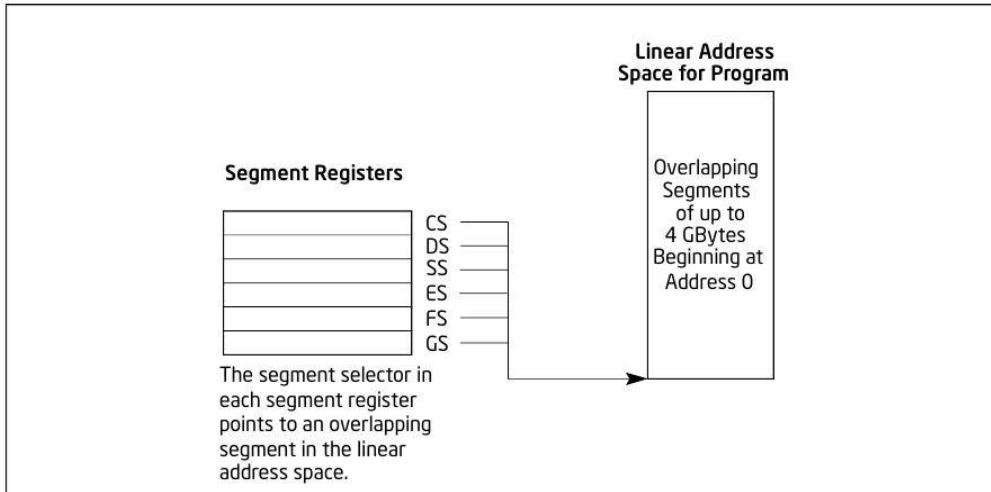 Linear Address
Space for Program
Segment Registers
Overlapping
Segments
of up to
4 GBytes
Beginning at
Address 0
CS
DS
SS
ES
FS
GS
The segment selector in
each segment register
points to an overlapping
segment in the linear
address space.